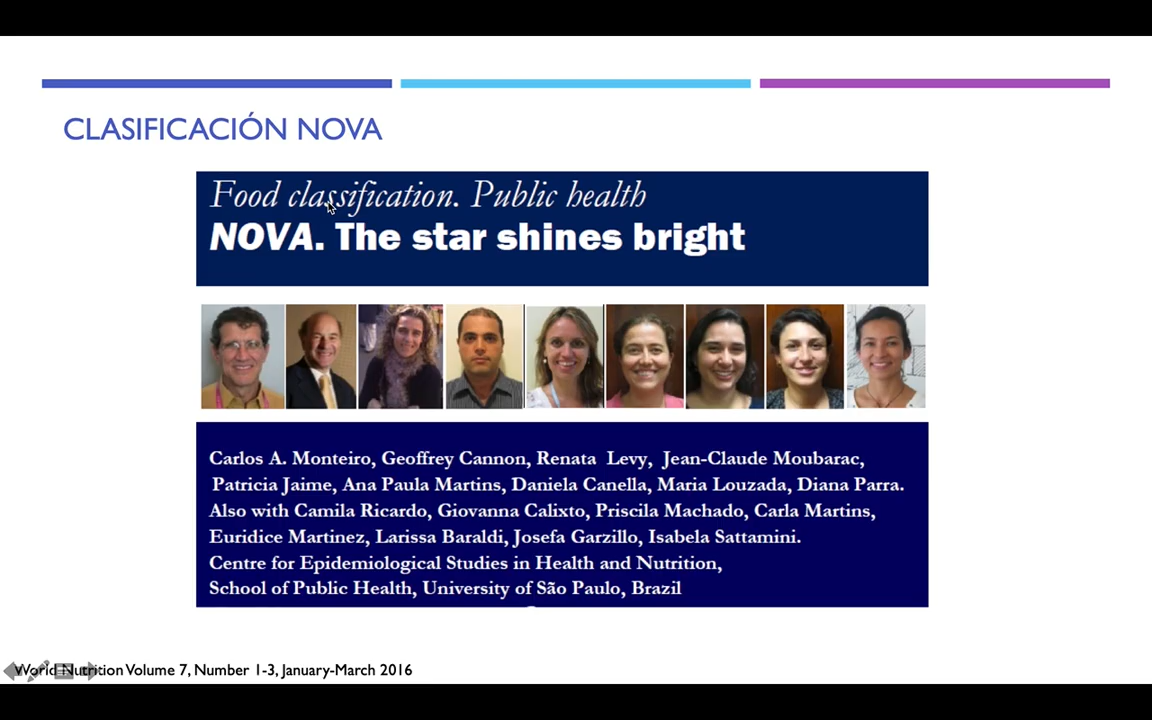 CLASIFICACIÓN NOVA
Food classification. Public health
NOVA. The star shines bright
Carlos A. Monteiro, Geoffrey Cannon, Renata Levy, Jean-Claude Moubarac,
Patricia Jaime, Ana Paula Martins, Daniela Canella, Maria Louzada, Diana Parra.
Also with Camila Ricardo, Giovanna Calixto, Priscila Machado, Carla Martins,
Euridice Martinez, Larissa Baraldi, Josefa Garzillo, Isabela Sattamini.
Centre for Epidemiological Studies in Health and Nutrition,
School of Public Health, University of São Paulo, Brazil
World Nutrition Volume 7, Number 1-3, January-March 2016